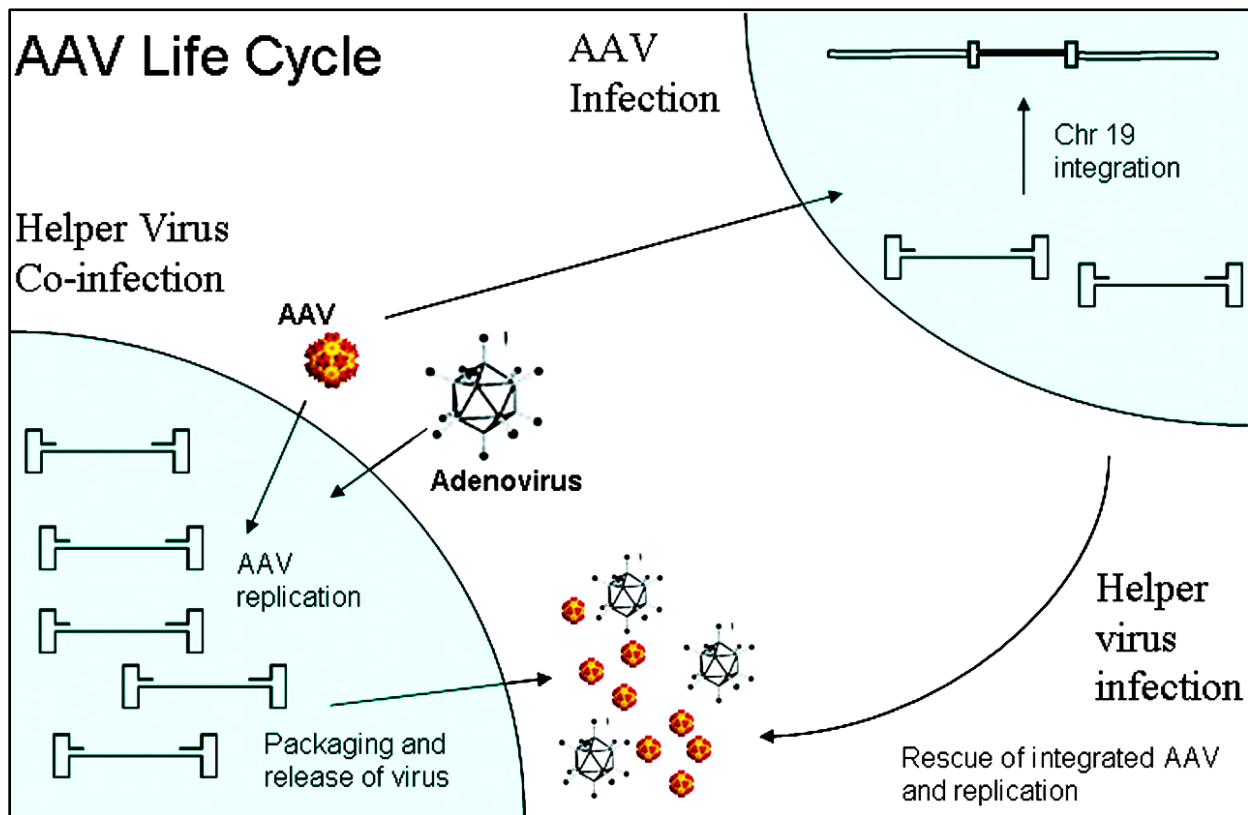 AAV Life Cycle
AAV
Infection
Chr 19
integration
Helper Virus
Co-infection
AAV
Adenovirus
AAV
replication
Packaging and
release of virus
Helper
virus
infection
Rescue of integrated AAV
and replication